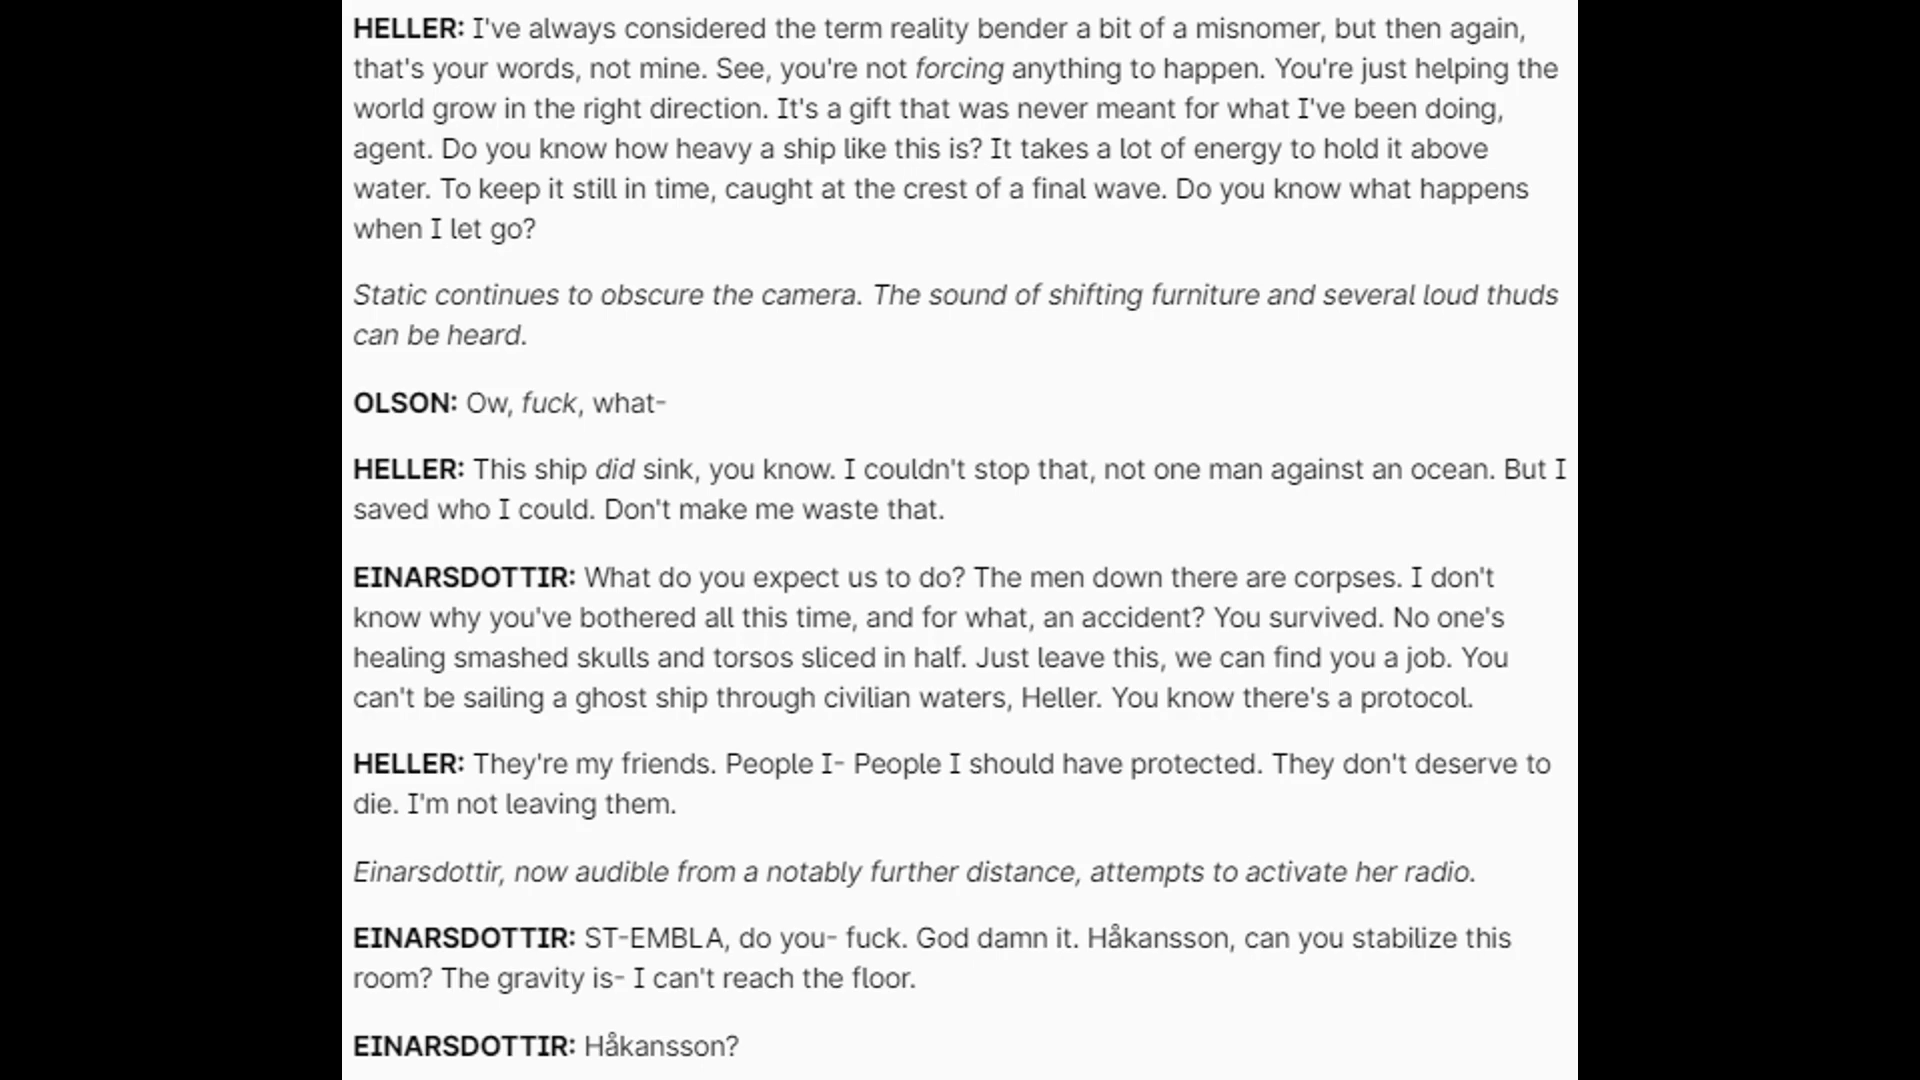 HELLER: I've always considered the term reality bender a bit of a misnomer, but then again,
that's your words, not mine. See, you're not forcing anything to happen. You're just helping the
world grow in the right direction. It's a gift that was never meant for what I've been doing,
agent. Do you know how heavy a ship like this is? It takes a lot of energy to hold it above
water. To keep it still in time, caught at the crest of a final wave. Do you know what happens
when I let go?
Static continues to obscure the camera. The sound of shifting furniture and several loud thuds
can be heard.
OLSON: Ow, fuck, what-
HELLER: This ship did sink, you know. I couldn't stop that, not one man against an ocean. But I
saved who I could. Don't make me waste that.
EINARSDOTTIR: What do you expect us to do? The men down there are corpses. I don't
know why you've bothered all this time, and for what, an accident? You survived. No one's
healing smashed skulls and torsos sliced in half. Just leave this, we can find you a job. You
can't be sailing a ghost ship through civilian waters, Heller. You know there's a protocol.
HELLER: They're my friends. People I- People I should have protected. They don't deserve to
die. I'm not leaving them.
Einarsdottir, now audible from a notably further distance, attempts to activate her radio.
EINARSDOTTIR: ST-EMBLA, do you- fuck. God damn it. Håkansson, can you stabilize this
room? The gravity is- I can't reach the floor.
EINARSDOTTIR: Håkansson?